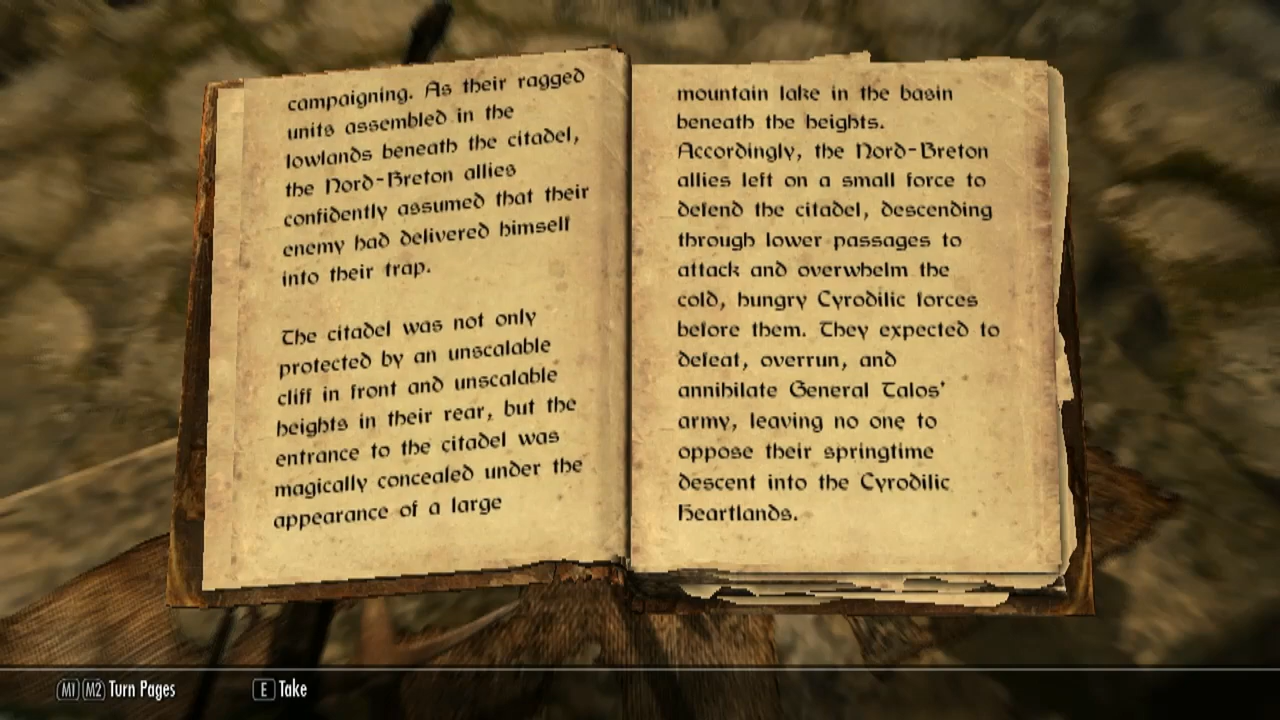 campaigning. As their ragged
units assembled in the
lowlands beneath the citadel,
the Nord-Breton allies
confidently assumed that their
enemy had delivered himself
into their trap.
The citadel was not only
protected by an unscalable
cliff in front and unscalable
heights in their rear, but the
entrance to the citadel was
magically concealed under the
appearance of a large
mountain lake in the basin
beneath the heights.
Accordingly, the Nord-Breton
allies left on a small force to
defend the citadel, descending
through lower passages to
attack and overwhelm the
cold, hungry Cyrodilic forces
before them. They expected to
defeat, overrun, and
annihilate General Talos'
army, leaving no one to
oppose their springtime
descent into the Cyrodilic
Heartlands.
M1 M2 Turn Pages
E Take